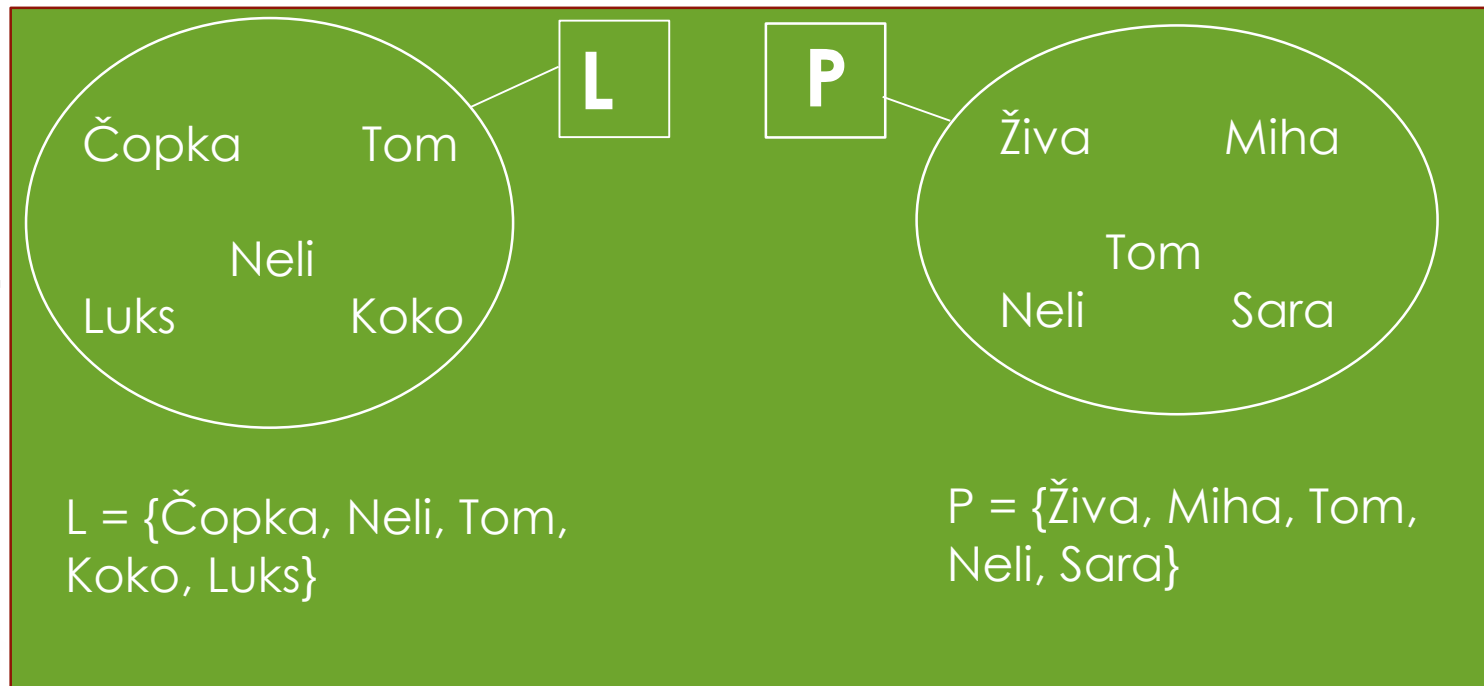 L
P
Čopka Tom
Neli
Luks Koko
Živa Miha
Tom
Neli Sara
L = {Čopka, Neli, Tom,
Koko, Luks}
P = {Živa, Miha, Tom,
Neli, Sara}